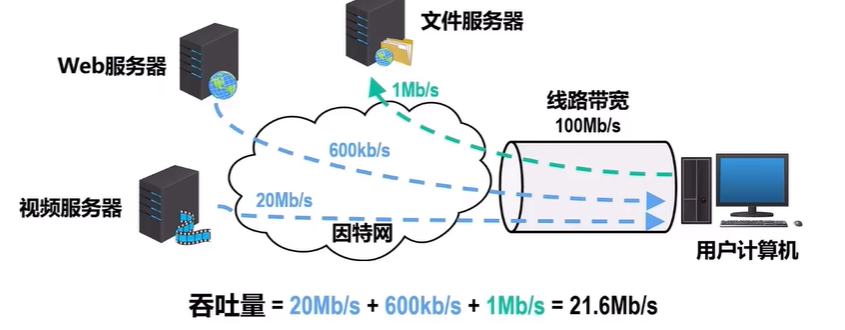 文件服务器
Web服务器
1Mb/s
线路带宽
100Mb/s
600kb/s
20Mb/s
视频服务器
因特网
用户计算机
吞吐量 = 20Mb/s + 600kb/s + 1Mb/s = 21.6Mb/s